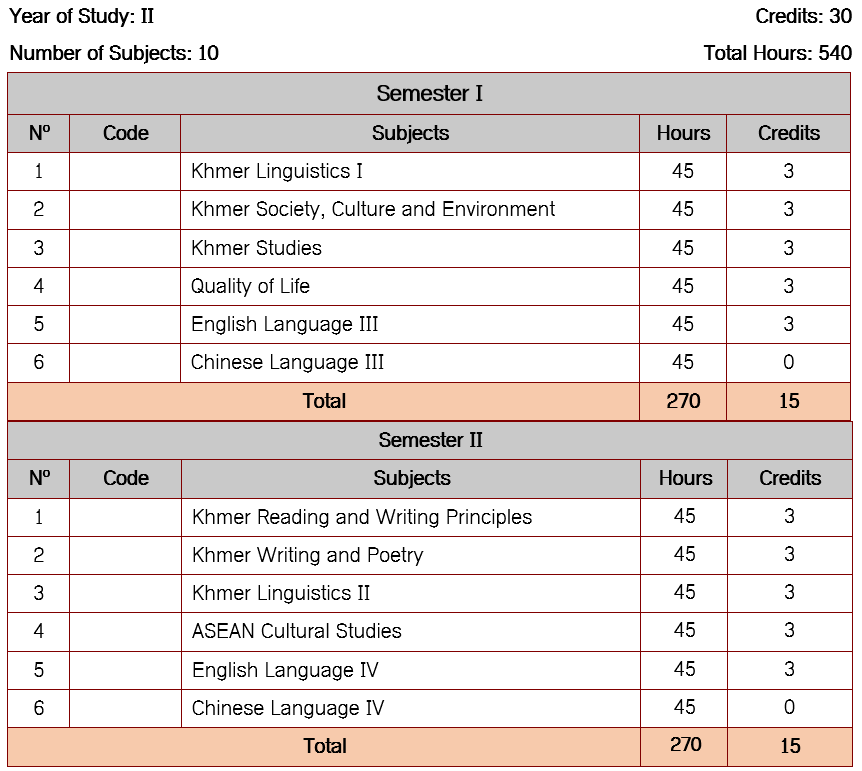 Year of Study: II Credits: 30
Number of Subjects: 10 Total Hours: 540
Semester I
Nº Code Subjects Hours Credits
1 Khmer Linguistics I 45 3
2 Khmer Society, Culture and Environment 45 3
3 Khmer Studies 45 3
4 Quality of Life 45 3
5 English Language III 45 3
6 Chinese Language III 45 0
Total 270 15
Semester II
Nº Code Subjects Hours Credits
1 Khmer Reading and Writing Principles 45 3
2 Khmer Writing and Poetry 45 3
3 Khmer Linguistics II 45 3
4 ASEAN Cultural Studies 45 3
5 English Language IV 45 3
6 Chinese Language IV 45 0
Total 270 15